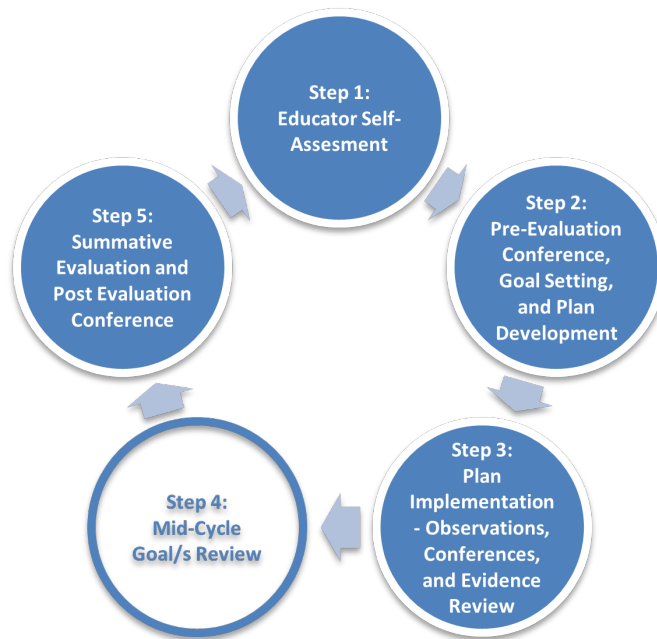 Step 1:
Educator Self-
Assesment
Step 2:
Pre-Evaluation
Conference,
Goal Setting,
and Plan
Development
Step 3:
Plan
Implementation
- Observations,
Conferences,
and Evidence
Review
Step 4:
Mid-Cycle
Goal/s Review
Step 5:
Summative
Evaluation and
Post Evaluation
Conference